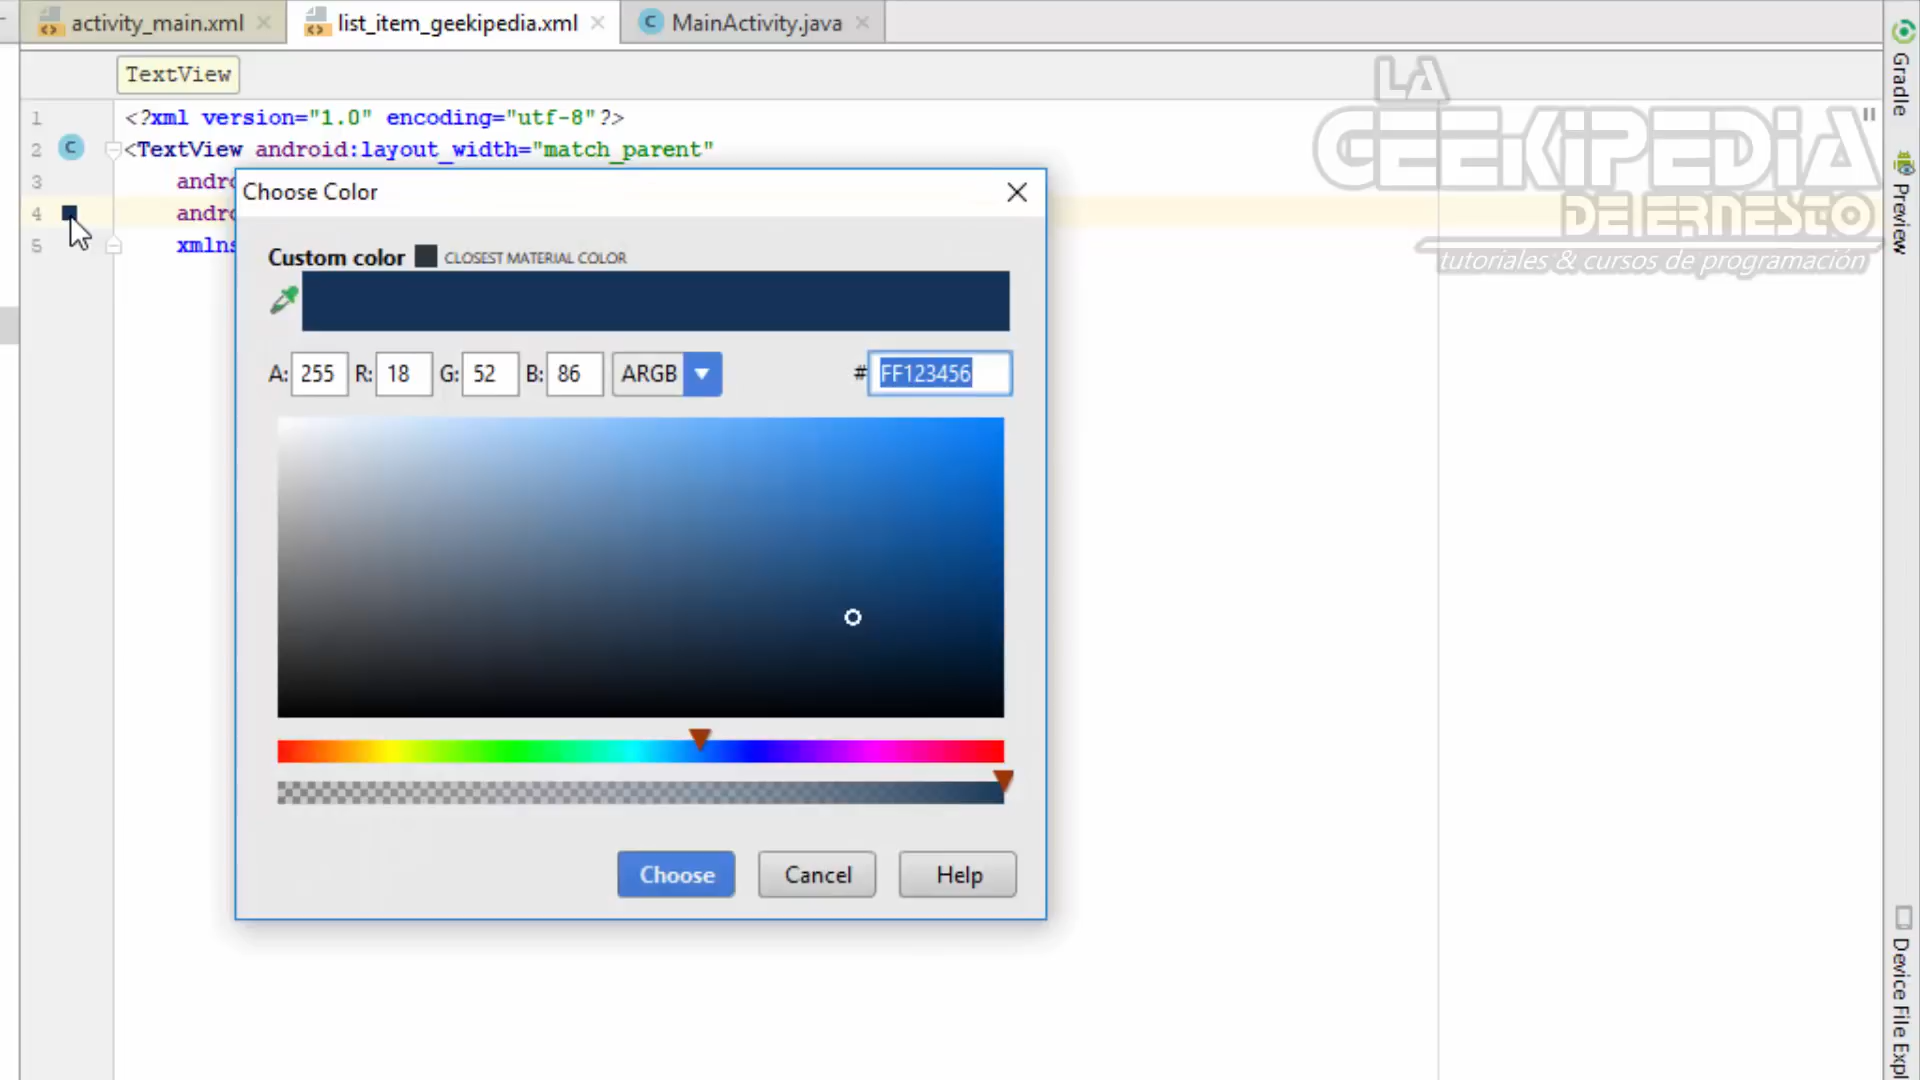 activity_main.xml
list_item_geekipedia.xml
MainActivity.java
TextView
1 <?xml version="1.0" encoding="utf-8"?>
2 <TextView android:layout_width="match_parent"
3 andro
4 andro
5 xmlns
Choose Color
Custom color CLOSEST MATERIAL COLOR
A: 255 R: 18 G: 52 B: 86 ARGB # FF123456
Choose Cancel Help
LA
GEEKIPEDIA
DE ERNESTO
tutoriales & cursos de programación
Gradle
Preview
Device File Expl